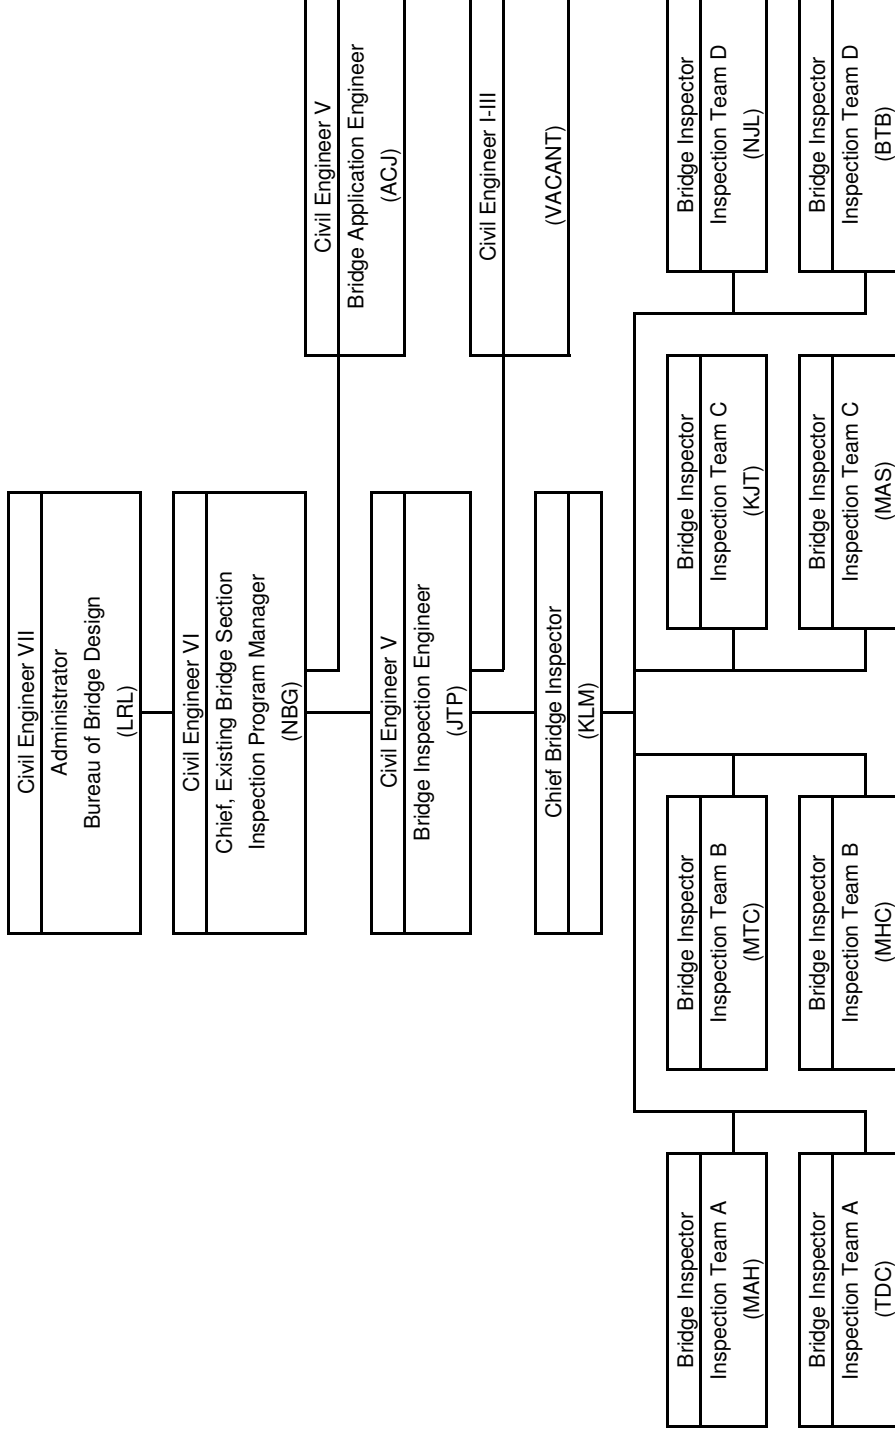 Civil Engineer VII
Administrator
Bureau of Bridge Design
(LRL)
Civil Engineer VI
Chief, Existing Bridge Section
Inspection Program Manager
(NBG)
Civil Engineer V
Bridge Application Engineer
(ACJ)
Civil Engineer V
Bridge Inspection Engineer
(JTP)
Civil Engineer I-III
(VACANT)
Chief Bridge Inspector
(KLM)
Bridge Inspector
Inspection Team A
(MAH)
Bridge Inspector
Inspection Team B
(MTC)
Bridge Inspector
Inspection Team C
(KJT)
Bridge Inspector
Inspection Team D
(NJL)
Bridge Inspector
Inspection Team A
(TDC)
Bridge Inspector
Inspection Team B
(MHC)
Bridge Inspector
Inspection Team C
(MAS)
Bridge Inspector
Inspection Team D
(BTB)